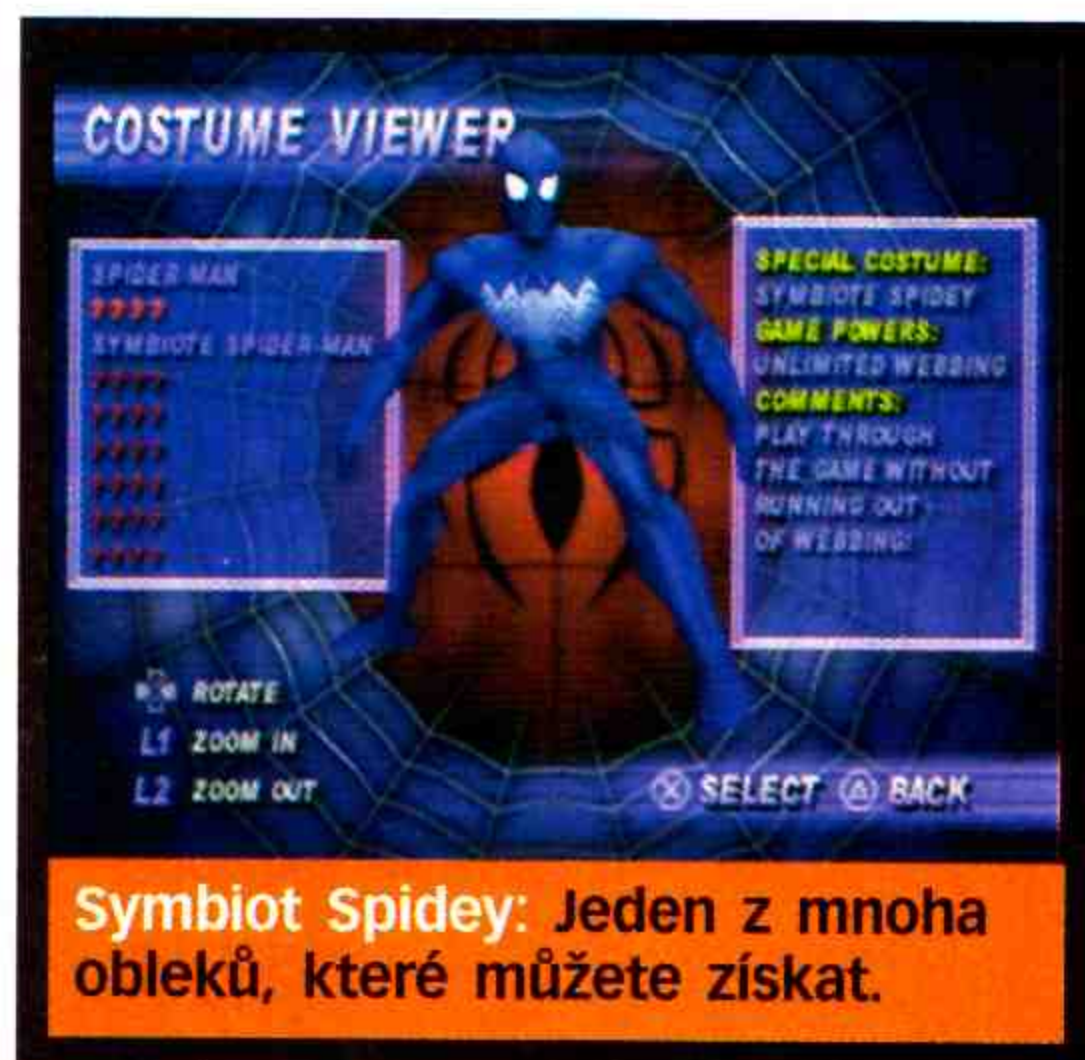 COSTUME VIEWER
SPIDER-MAN
????
SYMBIOTE SPIDER-MAN
????
????
????
????
????
????
SPECIAL COSTUME:
SYMBIOTE SPIDEY
GAME POWERS:
UNLIMITED WEBBING
COMMENTS:
PLAY THROUGH
THE GAME WITHOUT
RUNNING OUT
OF WEBBING!
ROTATE
L1 ZOOM IN
L2 ZOOM OUT
SELECT BACK
Symbiot Spidey: Jeden z mnoha
obleků, které můžete získat.